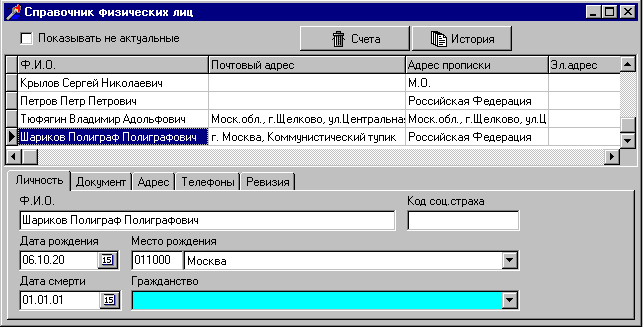 Справочник физических лиц
Показывать не актуальные Счета История
Ф.И.О. Почтовый адрес Адрес прописки Эл.адрес
Крылов Сергей Николаевич М.О.
Петров Петр Петрович Российская Федерация
Тюфягин Владимир Адольфович Моск.обл., г.Щелково, ул.Центральна Моск.обл., г.Щелково, ул.Ц
Шариков Полиграф Полиграфович г. Москва, Коммунистический тупик Российская Федерация
Личность Документ Адрес Телефоны Ревизия
Ф.И.О. Код соц.страха
Шариков Полиграф Полиграфович
Дата рождения Место рождения
06.10.20 15 011000 Москва
Дата смерти Гражданство
01.01.01 15